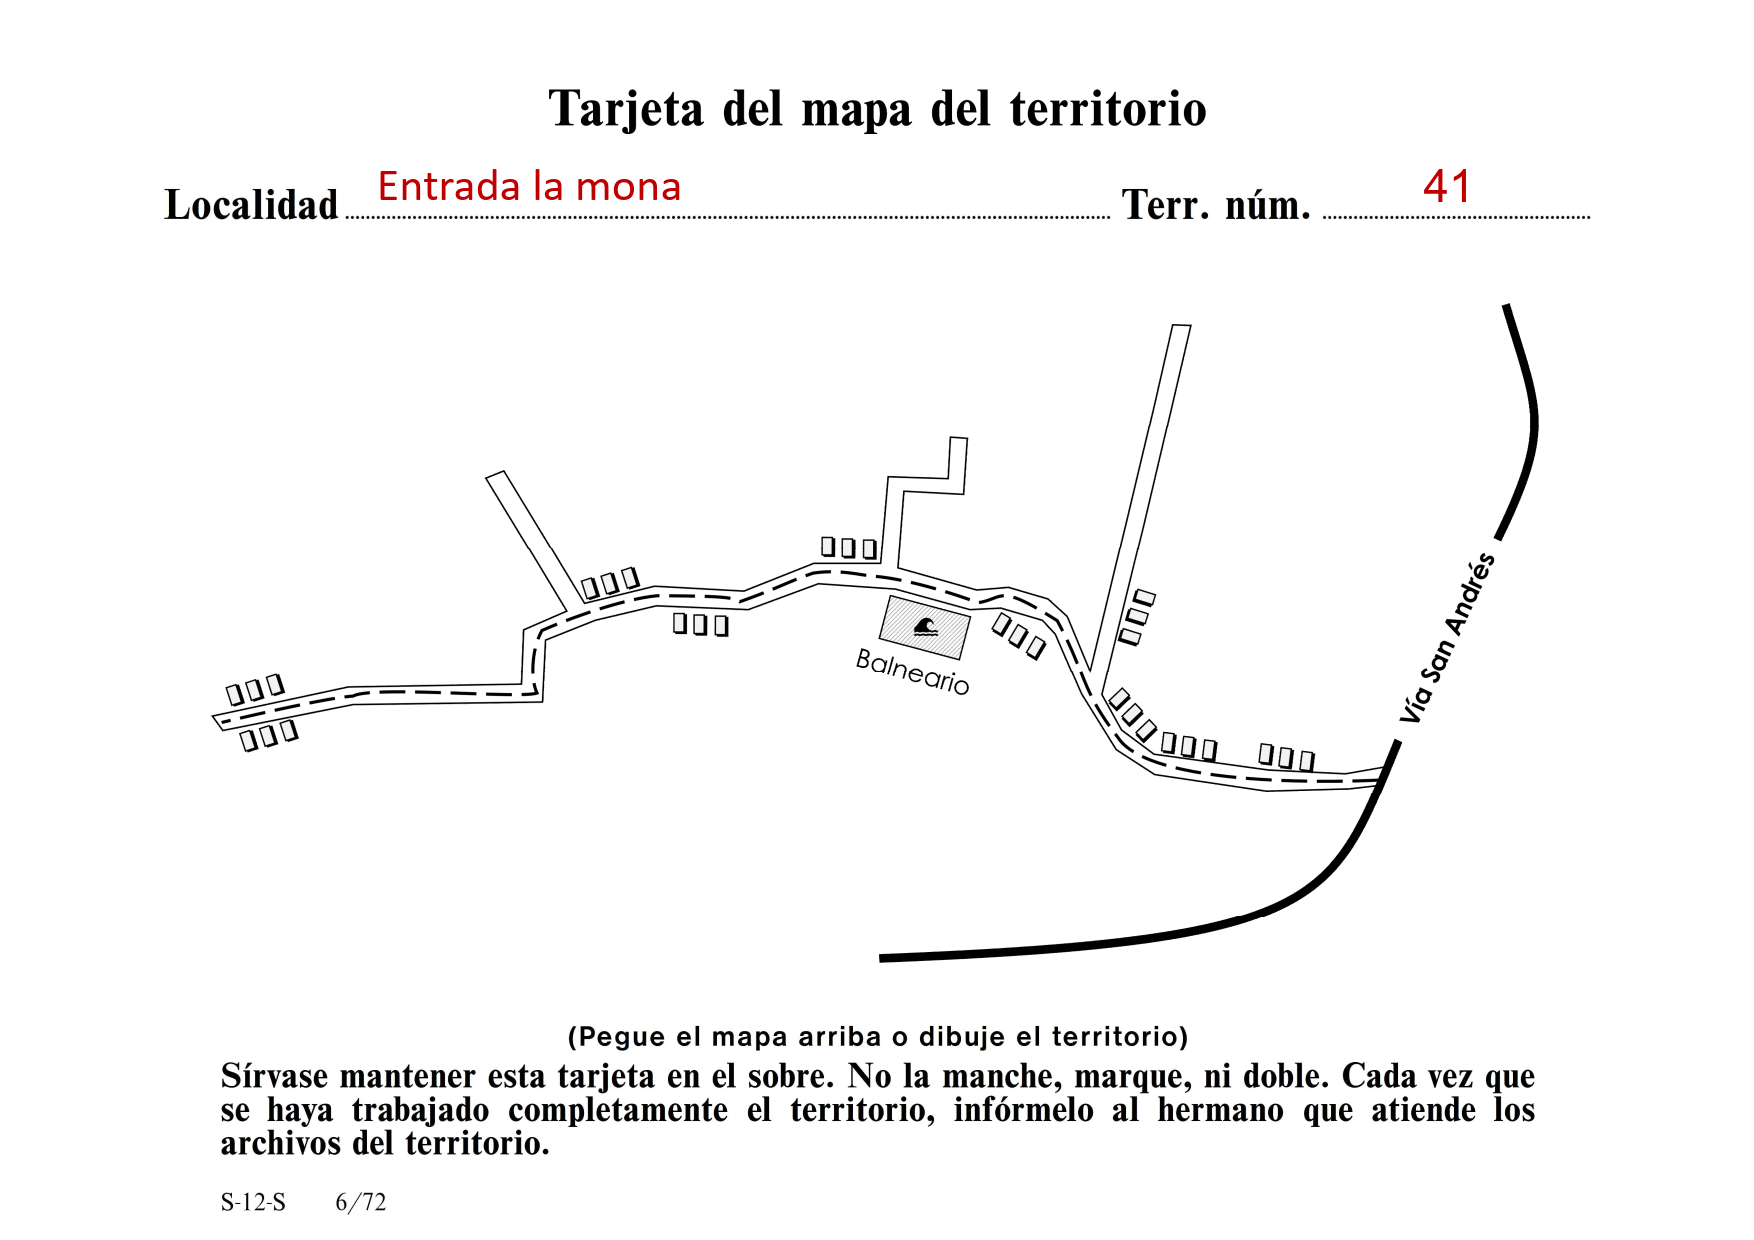 Tarjeta del mapa del territorio
Localidad Entrada la mona Terr. núm. 41
Vía San Andrés
Balneario
(Pegue el mapa arriba o dibuje el territorio)
Sírvase mantener esta tarjeta en el sobre. No la manche, marque, ni doble. Cada vez que
se haya trabajado completamente el territorio, infórmelo al hermano que atiende los
archivos del territorio.
S-12-S 6/72